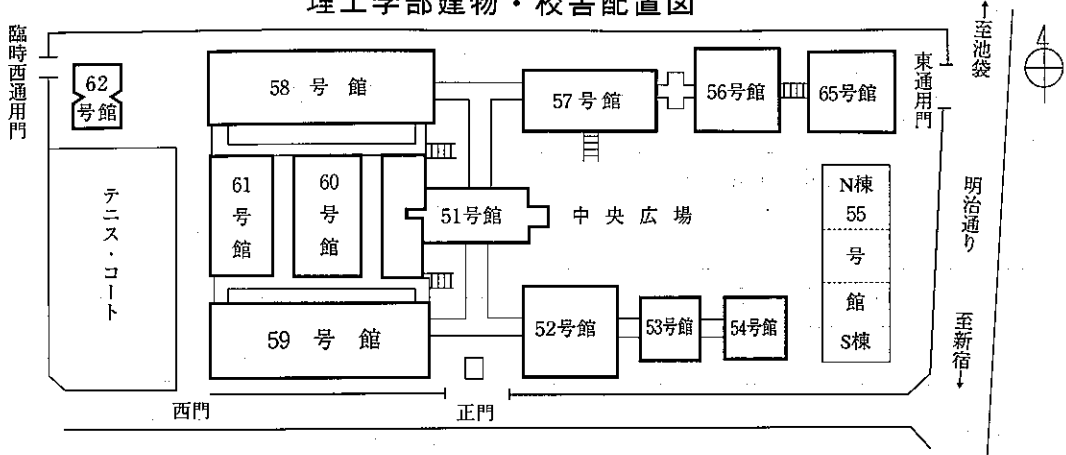 理工学部建物・校舎配置図
臨時西通用門
62
号館
58 号 館
57号館
56号館
65号館
東通用門
至池袋
4
テニス・コート
61
号
館
60
号
館
51号館
中央広場
N棟
55
号
館
S棟
明治通り
59 号 館
52号館
53号館
54号館
至新宿
西門
正門